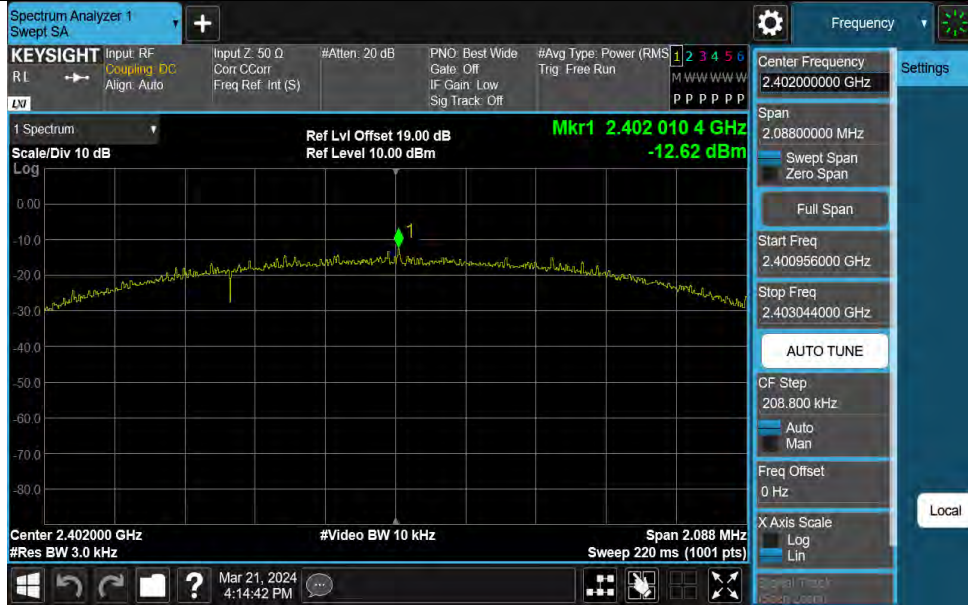 Spectrum Analyzer 1
Swept SA
Frequency
KEYSIGHT
RL
LXI
Input: RF
Coupling: DC
Align: Auto
Input Z: 50 Ω
Corr CCorr
Freq Ref: Int (S)
#Atten: 20 dB
PNO: Best Wide
Gate: Off
IF Gain: Low
Sig Track: Off
#Avg Type: Power (RMS
Trig: Free Run
1 2 3 4 5 6
M W W W W W
P P P P P P
1 Spectrum
Scale/Div 10 dB
Log
Ref Lvl Offset 19.00 dB
Ref Level 10.00 dBm
Mkr1 2.402 010 4 GHz
-12.62 dBm
1
0.00
-10.0
-20.0
-30.0
-40.0
-50.0
-60.0
-70.0
-80.0
Center 2.402000 GHz
#Res BW 3.0 kHz
#Video BW 10 kHz
Span 2.088 MHz
Sweep 220 ms (1001 pts)
?
Mar 21, 2024
4:14:42 PM
Center Frequency
2.402000000 GHz
Span
2.08800000 MHz
Swept Span
Zero Span
Full Span
Start Freq
2.400956000 GHz
Stop Freq
2.403044000 GHz
AUTO TUNE
CF Step
208.800 kHz
Auto
Man
Freq Offset
0 Hz
X Axis Scale
Log
Lin
Signal Track
(Span Zoom)
Settings
Local